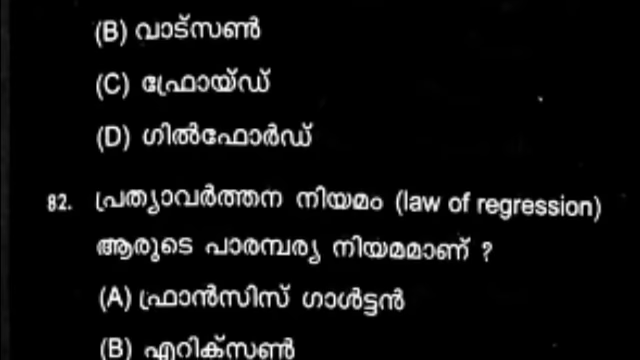 (B) വാട്സൺ
(C) ഫ്രോയ്ഡ്
(D) ഗിൽഫോർഡ്
82. പ്രത്യാവർത്തന നിയമം (law of regression)
ആരുടെ പാരമ്പര്യ നിയമമാണ് ?
(A) ഫ്രാൻസിസ് ഗാൾട്ടൻ
(B) എറിക്സൺ